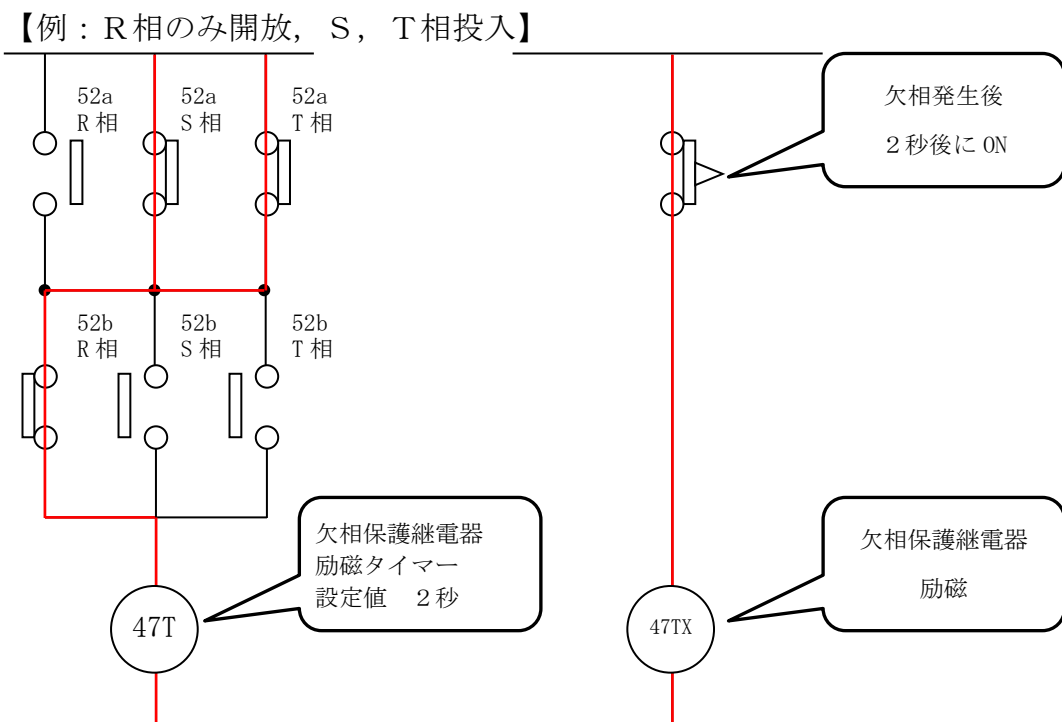 【例：Ｒ相のみ開放，Ｓ，Ｔ相投入】
52a
R相
52a
S相
52a
T相
欠相発生後
２秒後に ON
52b
R相
52b
S相
52b
T相
欠相保護継電器
励磁タイマー
設定値　２秒
欠相保護継電器
励磁
47T
47TX